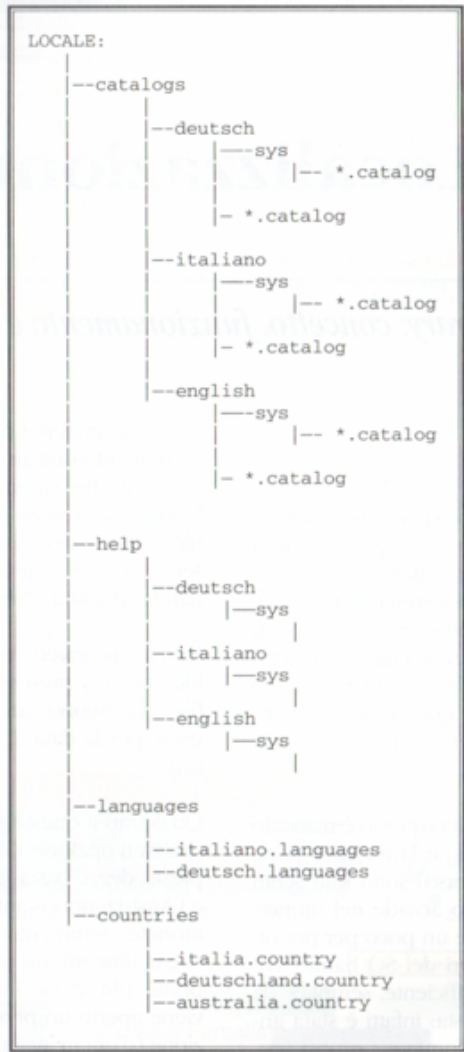 LOCALE:
|
|--catalogs
|
|--deutsch
|---sys
|-- *.catalog
|
|- *.catalog
|
|--italiano
|---sys
|-- *.catalog
|
|- *.catalog
|
|--english
|---sys
|-- *.catalog
|
|- *.catalog
|
|--help
|
|--deutsch
|---sys
|
|--italiano
|---sys
|
|--english
|---sys
|
|--languages
|
|--italiano.languages
|--deutsch.languages
|
|--countries
|
|--italia.country
|--deutschland.country
|--australia.country